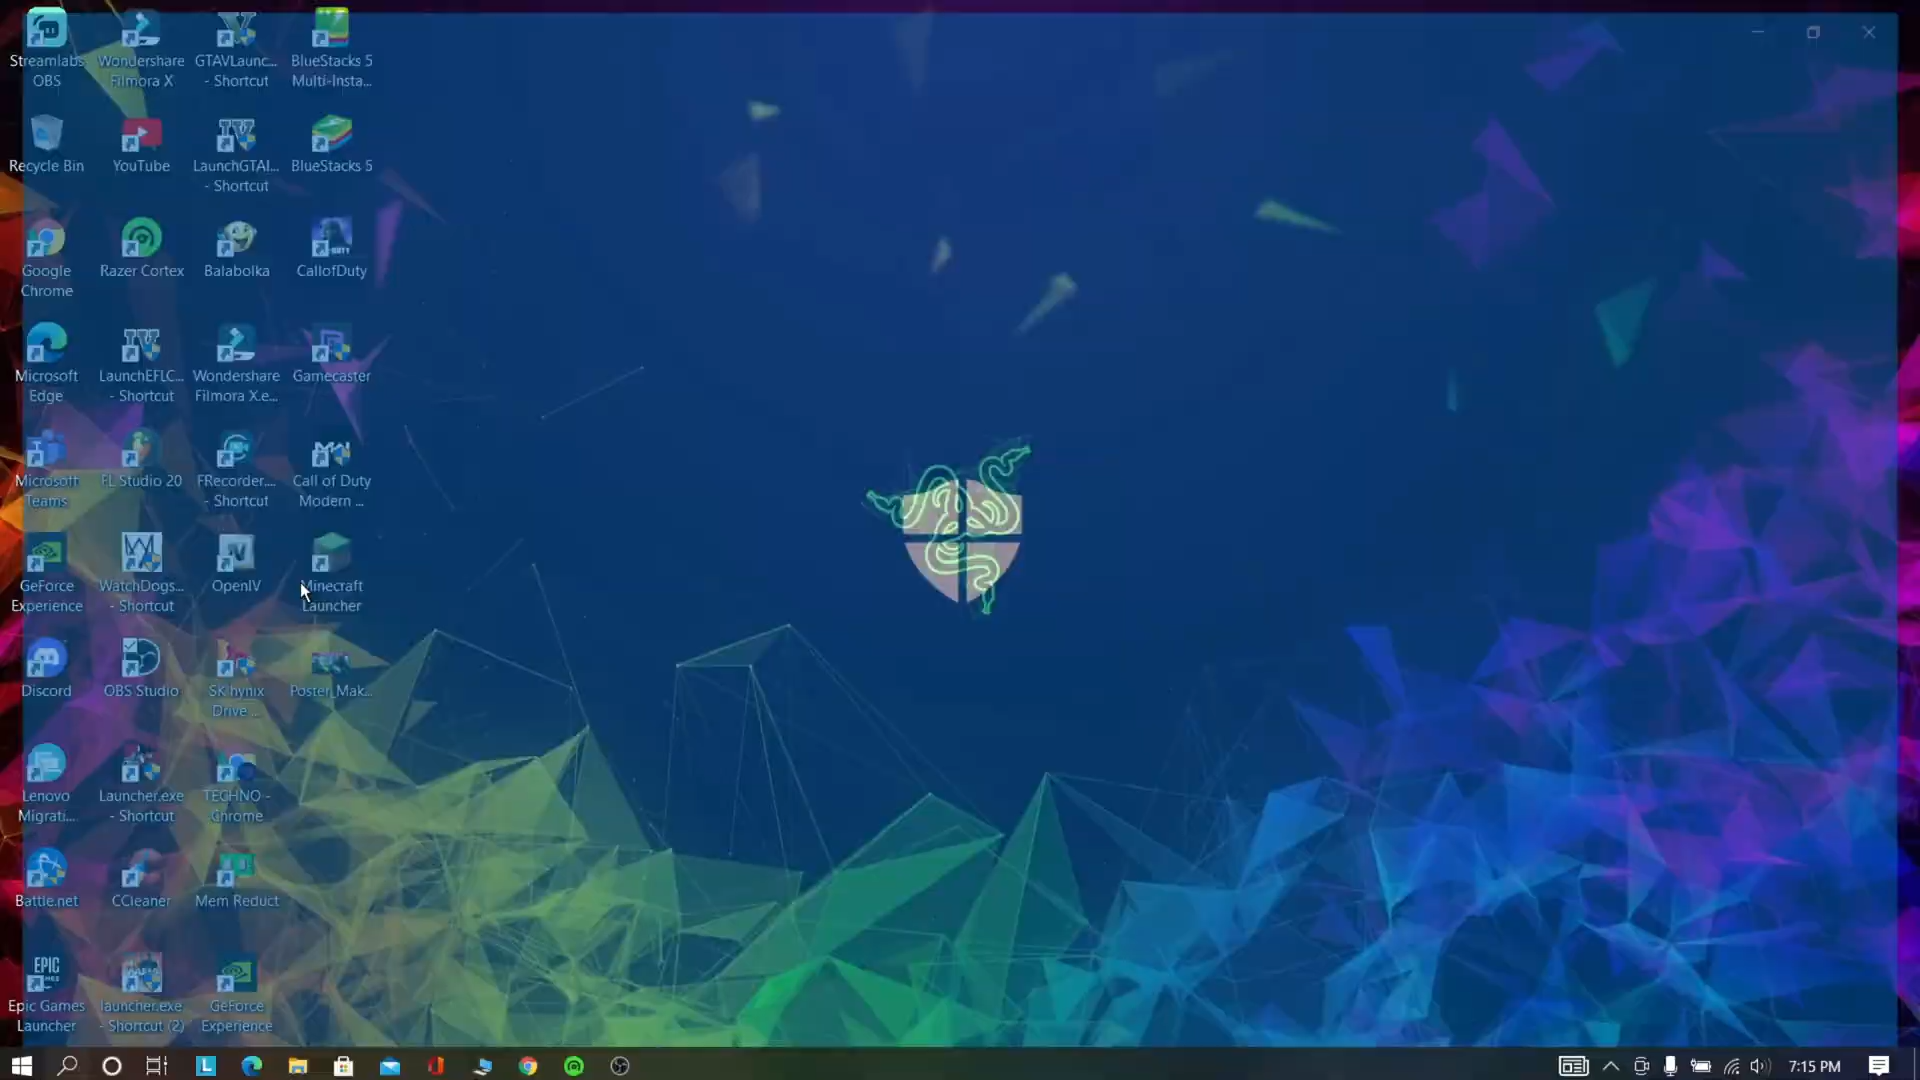 Streamlabs
OBS
Wondershare
Filmora X
GTAVLaunc...
- Shortcut
BlueStacks 5
Multi-Insta...
Recycle Bin
YouTube
LaunchGTAI...
- Shortcut
BlueStacks 5
Google
Chrome
Razer Cortex
Balabolka
CallofDuty
Microsoft
Edge
LaunchEFLC...
- Shortcut
Wondershare
Filmora X.e...
Gamecaster
Microsoft
Teams
FL Studio 20
FRecorder....
- Shortcut
Call of Duty
Modern ...
GeForce
Experience
WatchDogs...
- Shortcut
OpenIV
Minecraft
Launcher
Discord
OBS Studio
SK hynix
Drive ...
Poster_Mak...
Lenovo
Migrati...
Launcher.exe
- Shortcut
TECHNO -
Chrome
Battle.net
CCleaner
Mem Reduct
EPIC
Epic Games
Launcher
launcher.exe
- Shortcut (2)
GeForce
Experience
7:15 PM